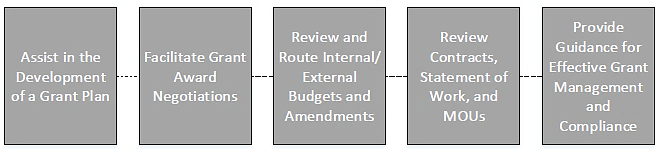 Assist in the
Development
of a Grant Plan
Facilitate Grant
Award
Negotiations
Review and
Route Internal/
External
Budgets and
Amendments
Review
Contracts,
Statement of
Work, and
MOUs
Provide
Guidance for
Effective Grant
Management
and
Compliance